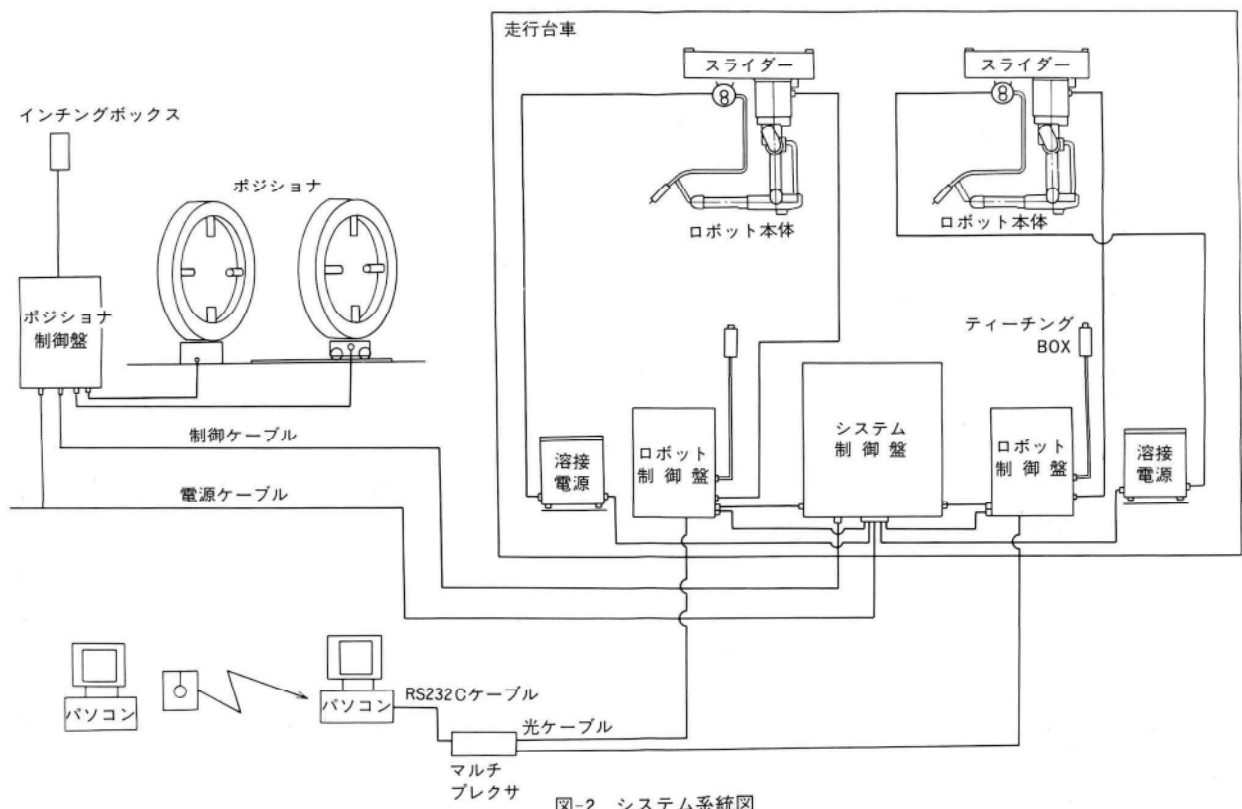 走行台車
スライダー
スライダー
インチングボックス
ポジショナ
ロボット本体
ロボット本体
ポジショナ
制御盤
ティーチング
BOX
システム
制御盤
ロボット
制御盤
ロボット
制御盤
溶接
電源
溶接
電源
制御ケーブル
電源ケーブル
パソコン
パソコン
RS232Cケーブル
光ケーブル
マルチ
プレクサ
図-2 システム系統図